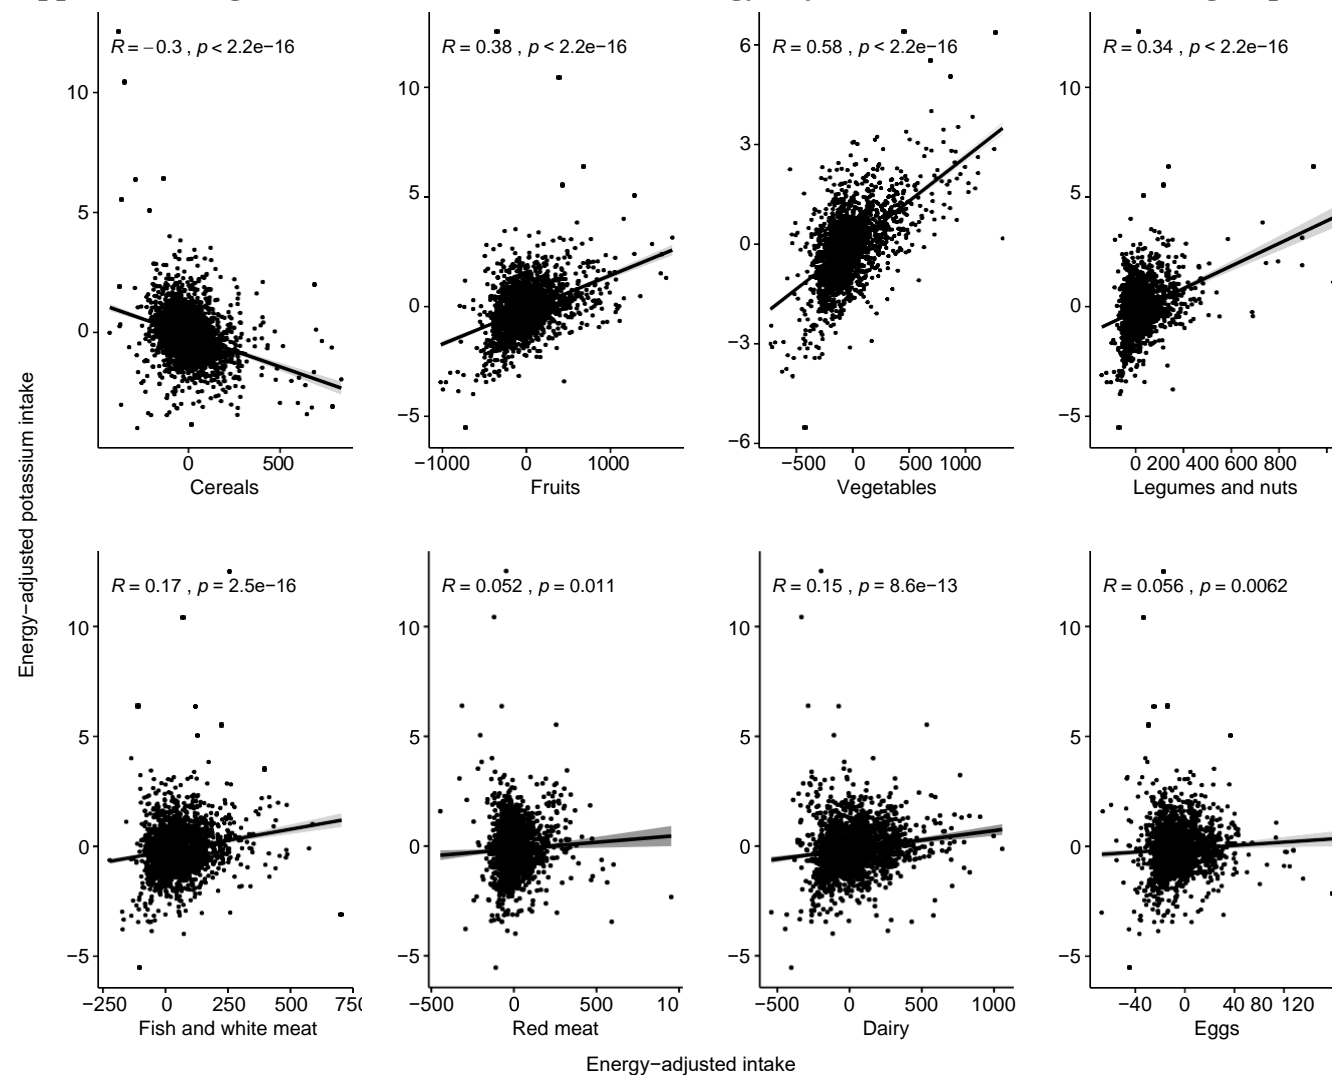 R = −0.3 , p < 2.2e−16
R = 0.38 , p < 2.2e−16
R = 0.58 , p < 2.2e−16
R = 0.34 , p < 2.2e−16
10
5
0
10
5
0
−5
6
3
0
−3
−6
10
5
0
−5
0 500
−1000 0 1000
−500 0 500 1000
0 200 400 600 800
Cereals
Fruits
Vegetables
Legumes and nuts
Energy−adjusted potassium intake
R = 0.17 , p = 2.5e−16
R = 0.052 , p = 0.011
R = 0.15 , p = 8.6e−13
R = 0.056 , p = 0.0062
10
5
0
−5
10
5
0
−5
10
5
0
−5
10
5
0
−5
−250 0 250 500
−500 0 500 10
−500 0 500 1000
−40 0 40 80 120
Fish and white meat
Red meat
Dairy
Eggs
Energy−adjusted intake